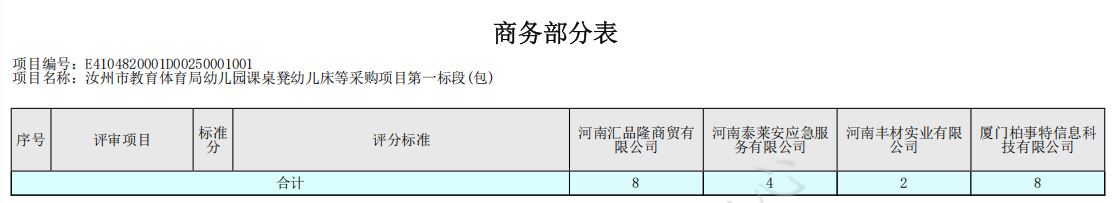 商务部分表
项目编号：E4104820001D00250001001
项目名称：汝州市教育体育局幼儿园课桌凳幼儿床等采购项目第一标段(包)
序号 评审项目 标准分 评分标准 河南汇品隆商贸有限公司 河南泰莱安应急服务有限公司 河南丰材实业有限公司 厦门柏事特信息科技有限公司
合计 8 4 2 8